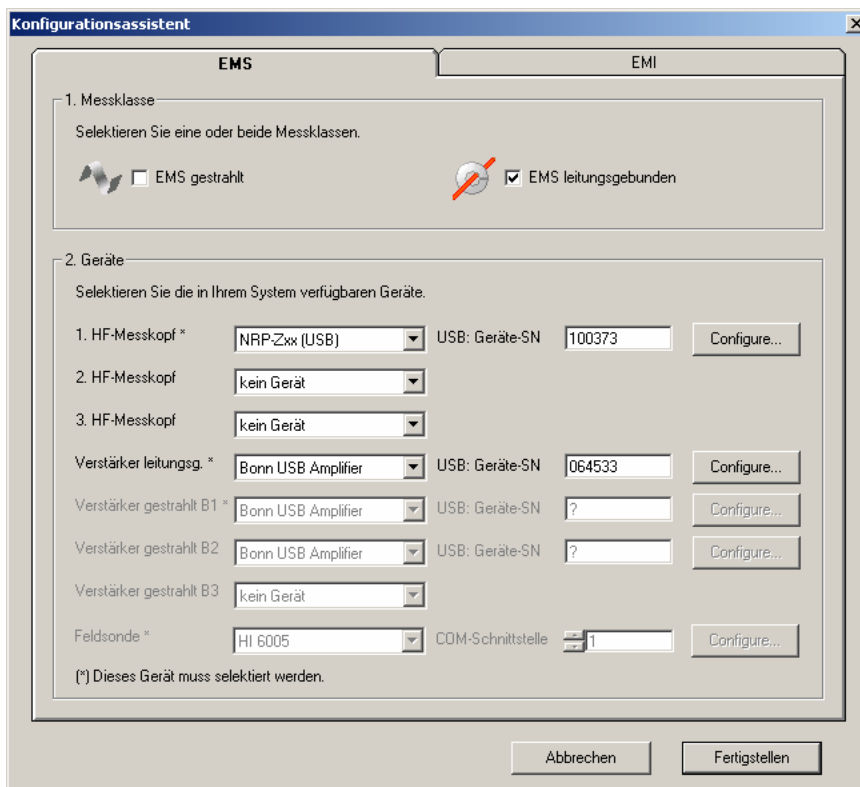 Konfigurationsassistent
EMS EMI
1. Messklasse
Selektieren Sie eine oder beide Messklassen.
EMS gestrahlt EMS leitungsgebunden
2. Geräte
Selektieren Sie die in Ihrem System verfügbaren Geräte.
1. HF-Messkopf * NRP-Zxx (USB) USB: Geräte-SN 100373 Configure...
2. HF-Messkopf kein Gerät
3. HF-Messkopf kein Gerät
Verstärker leitungsg. * Bonn USB Amplifier USB: Geräte-SN 064533 Configure...
Verstärker gestrahlt B1 * Bonn USB Amplifier USB: Geräte-SN ? Configure...
Verstärker gestrahlt B2 Bonn USB Amplifier USB: Geräte-SN ? Configure...
Verstärker gestrahlt B3 kein Gerät
Feldsonde * HI 6005 COM-Schnittstelle 1 Configure...
(*) Dieses Gerät muss selektiert werden.
Abbrechen Fertigstellen